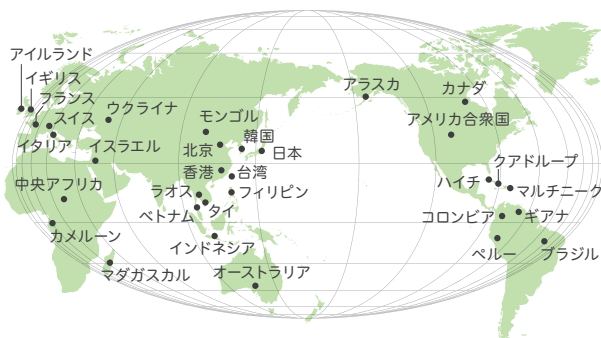 アイルランド
イギリス
フランス
スイス
イタリア
ウクライナ
イスラエル
モンゴル
韓国
北京
日本
香港
台湾
ラオス
フィリピン
ベトナム
タイ
インドネシア
オーストラリア
中央アフリカ
カメルーン
マダガスカル
アラスカ
カナダ
アメリカ合衆国
クアドループ
ハイチ
マルティニーク
コロンビア
ギアナ
ペルー
ブラジル